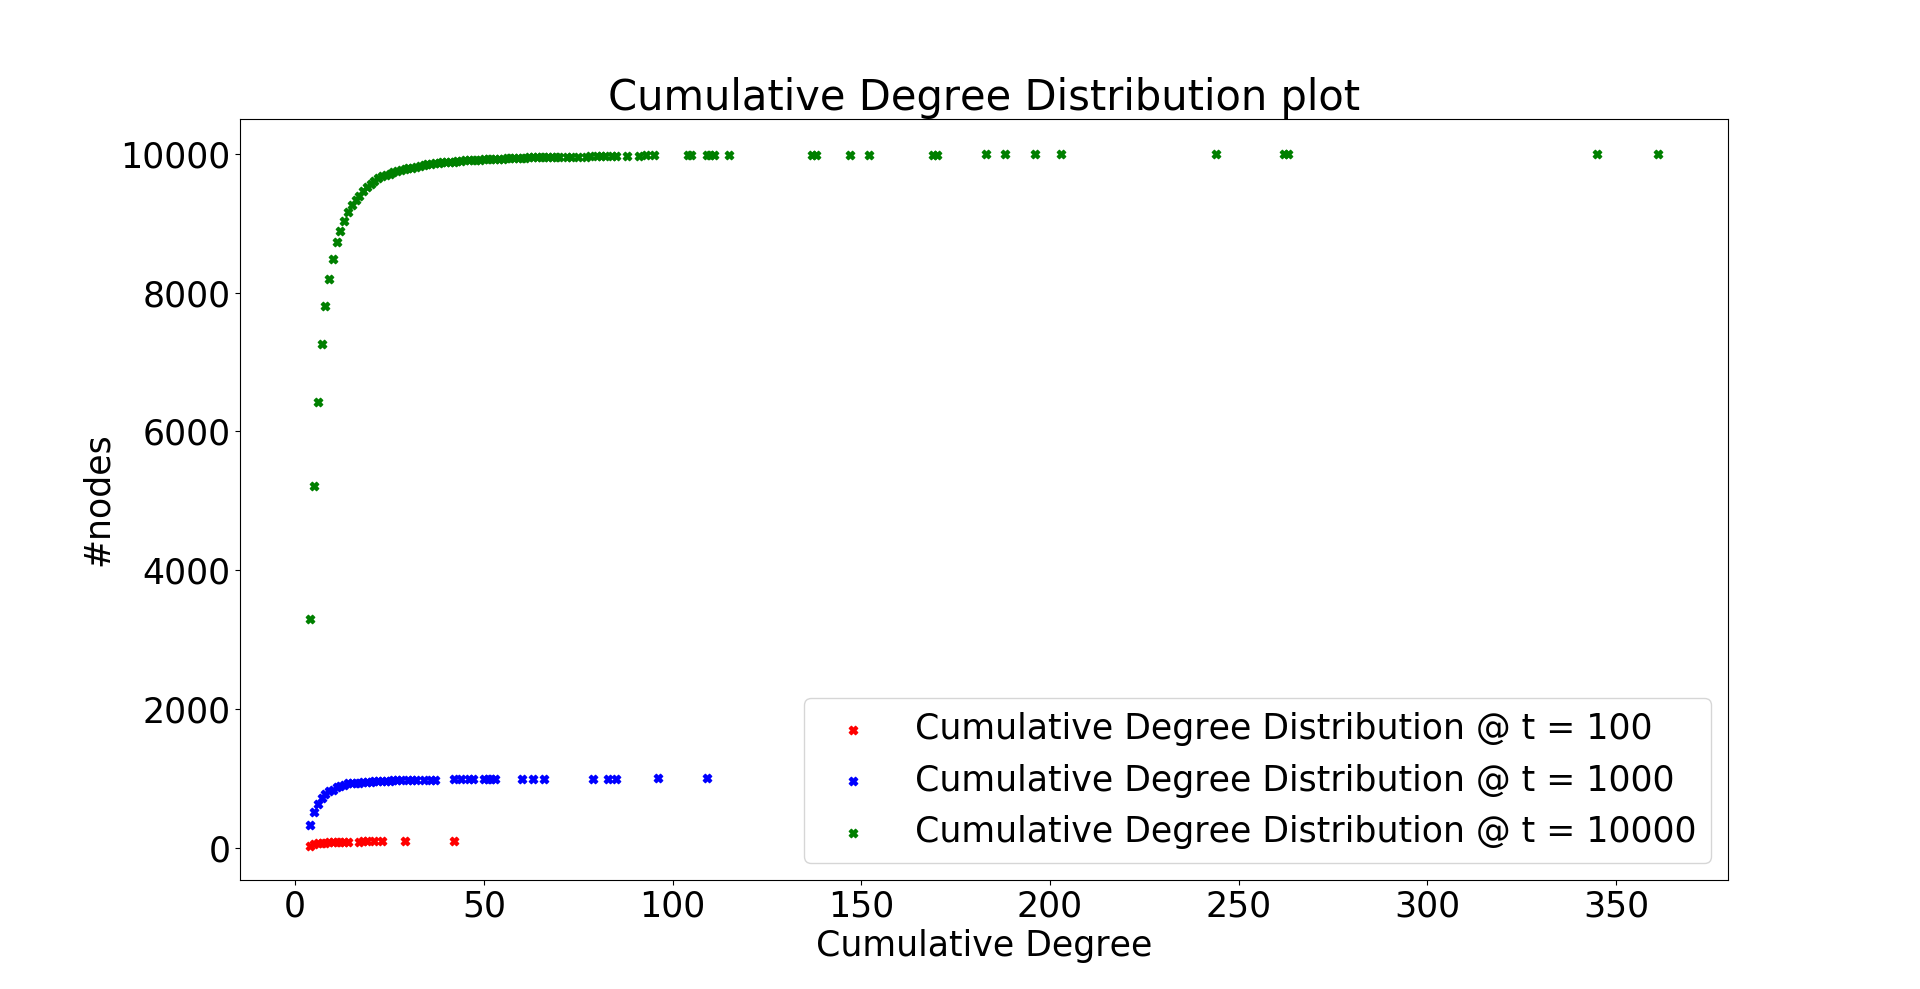 Cumulative Degree Distribution plot
10000
8000
6000
4000
2000
0
#nodes
Cumulative Degree Distribution @ t = 100
Cumulative Degree Distribution @ t = 1000
Cumulative Degree Distribution @ t = 10000
0 50 100 150 200 250 300 350
Cumulative Degree